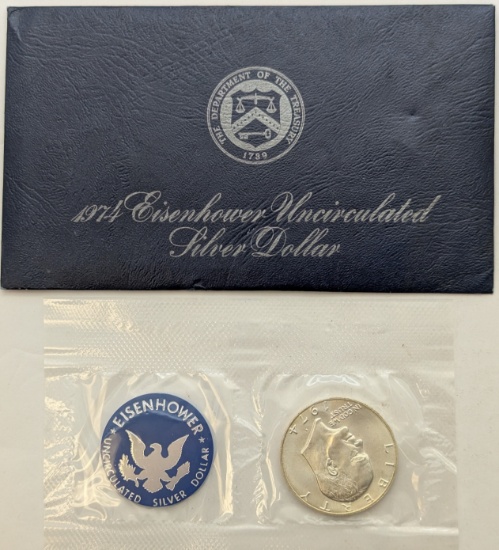 THE DEPARTMENT OF THE TREASURY
1789
1974 Eisenhower Uncirculated
Silver Dollar
EISENHOWER
UNCIRCULATED SILVER DOLLAR
LIBERTY
1974